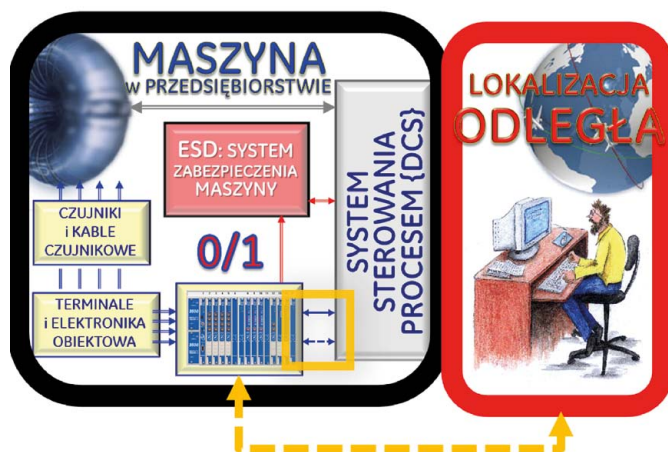 MASZYNA
w PRZEDSIĘBIORSTWIE
ESD: SYSTEM
ZABEZPIECZENIA
MASZYNY
CZUJNIKI
i KABLE
CZUJNIKOWE
0/1
TERMINALE
i ELEKTRONIKA
OBIEKTOWA
SYSTEM
STEROWANIA
PROCESEM {DCS}
LOKALIZACJA
ODLEGŁA